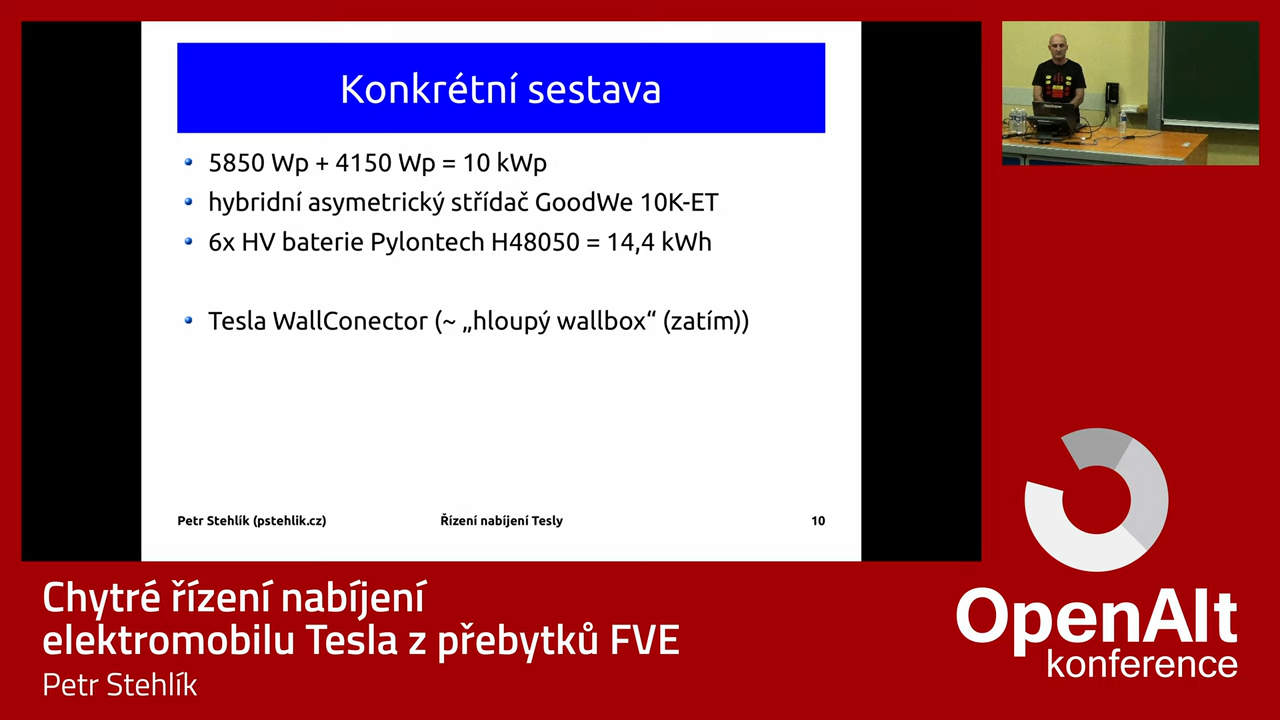 Konkrétní sestava
5850 Wp + 4150 Wp = 10 kWp
hybridní asymetrický střídač GoodWe 10K-ET
6x HV baterie Pylontech H48050 = 14,4 kWh
Tesla WallConector (~ „hloupý wallbox“ (zatím))
Petr Stehlík (pstehlik.cz)
Řízení nabíjení Tesly
10
Chytré řízení nabíjení
elektromobilu Tesla z přebytků FVE
Petr Stehlík
OpenAlt
konference